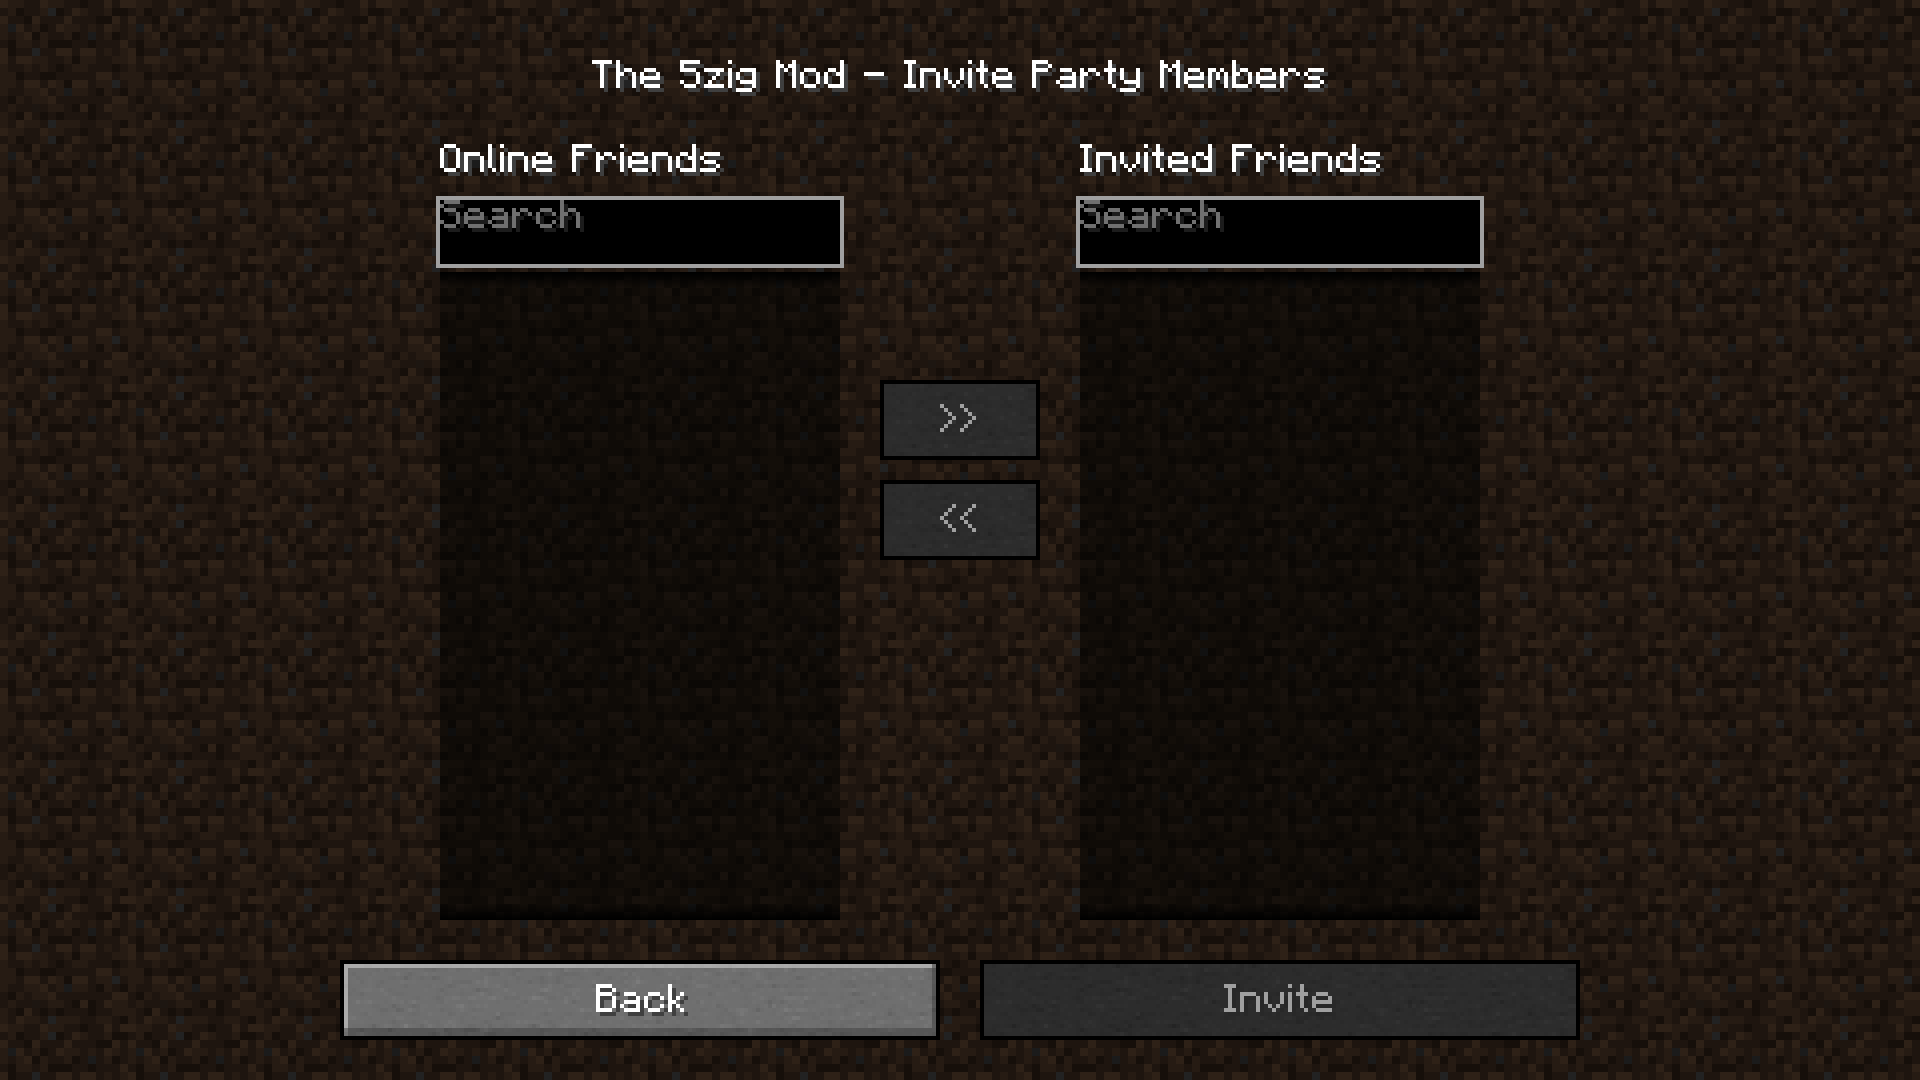 The 5zig Mod - Invite Party Members
Online Friends
Invited Friends
Search
Search
>>
<<
Back
Invite